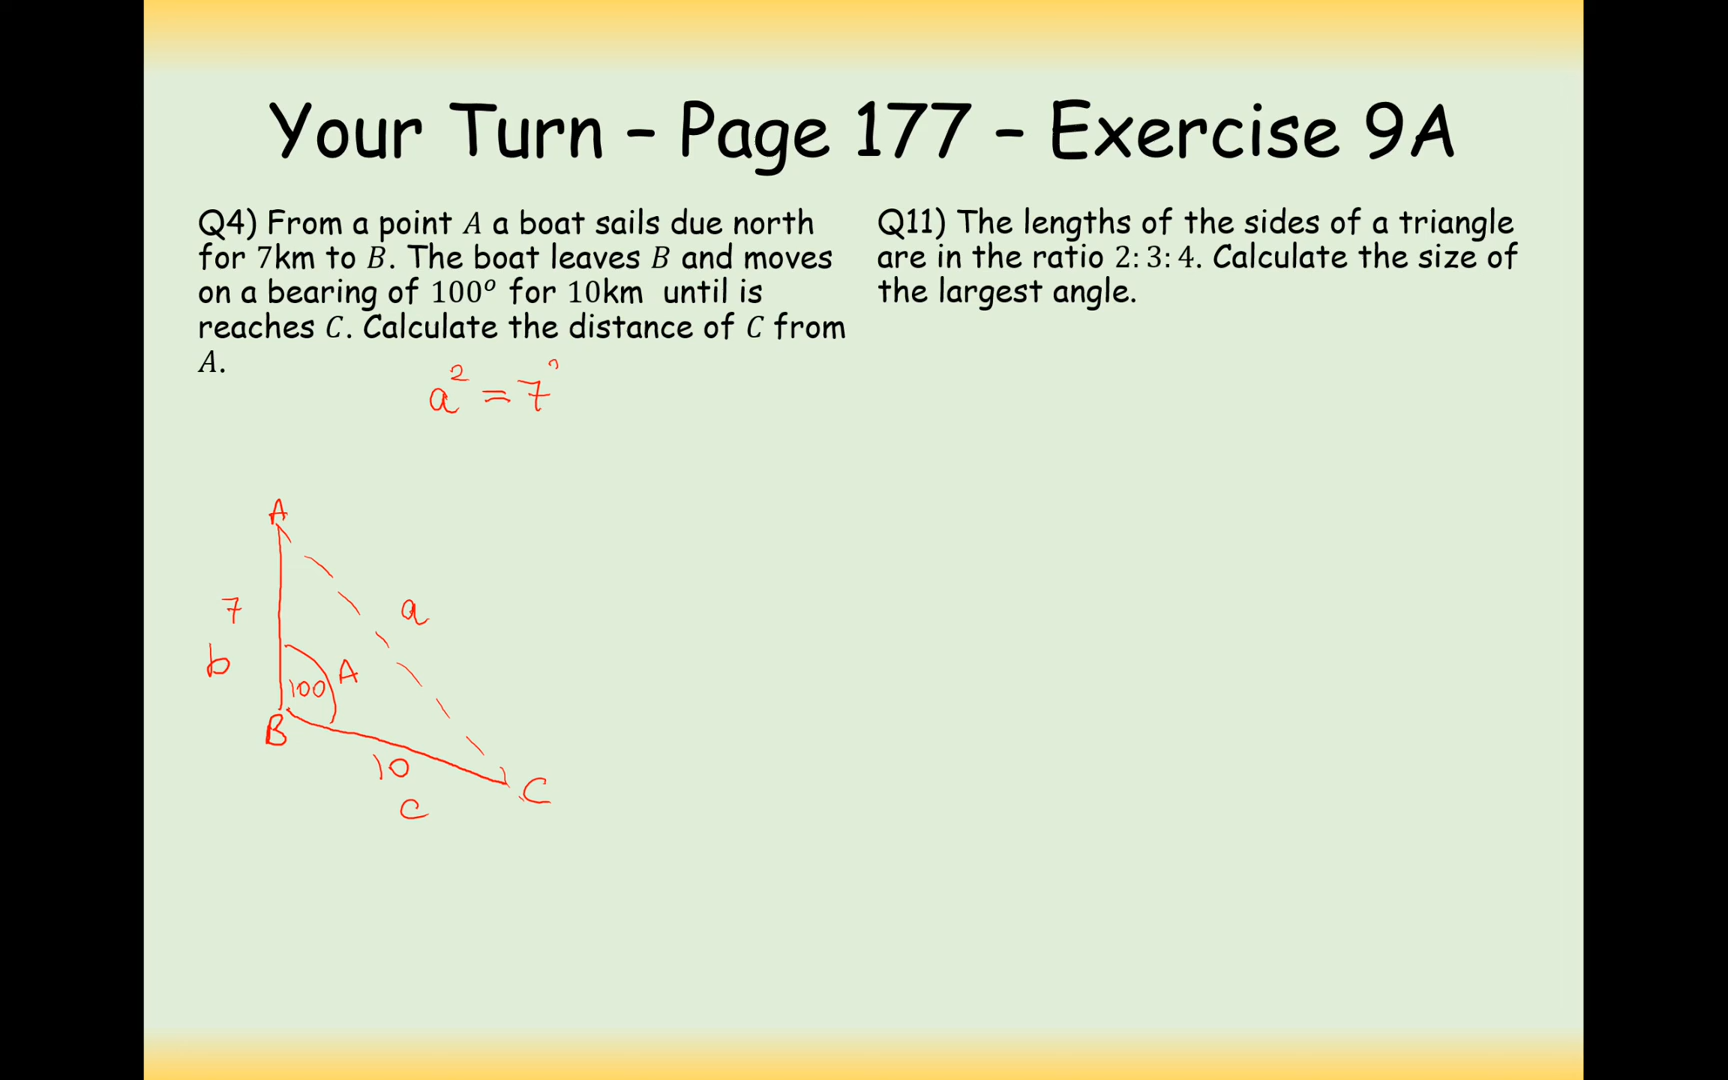 Your Turn – Page 177 – Exercise 9A
Q4) From a point A a boat sails due north
for 7km to B. The boat leaves B and moves
on a bearing of 100° for 10km until is
reaches C. Calculate the distance of C from
A.
a² = 7²
A
7
a
b
100
A
B
10
C
c
Q11) The lengths of the sides of a triangle
are in the ratio 2:3:4. Calculate the size of
the largest angle.